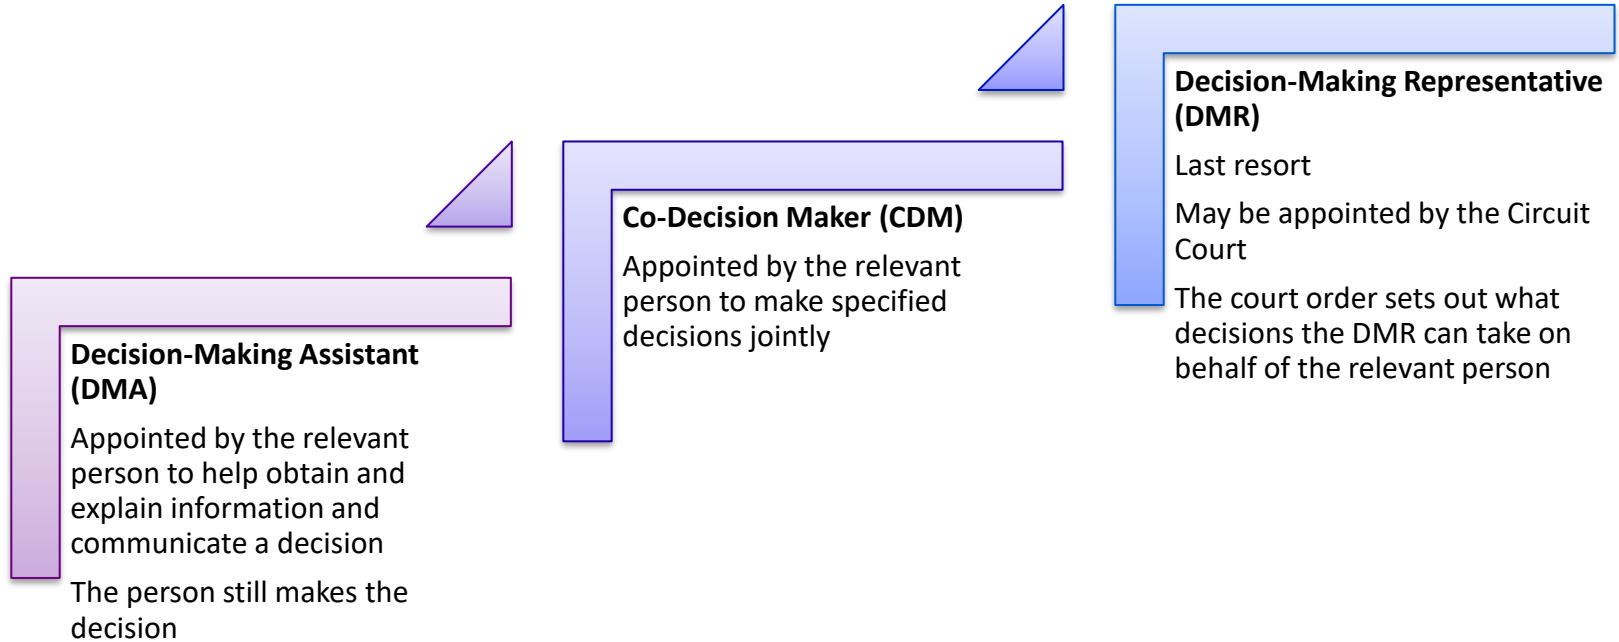 Decision-Making Assistant
(DMA)
Appointed by the relevant
person to help obtain and
explain information and
communicate a decision
The person still makes the
decision
Co-Decision Maker (CDM)
Appointed by the relevant
person to make specified
decisions jointly
Decision-Making Representative
(DMR)
Last resort
May be appointed by the Circuit
Court
The court order sets out what
decisions the DMR can take on
behalf of the relevant person